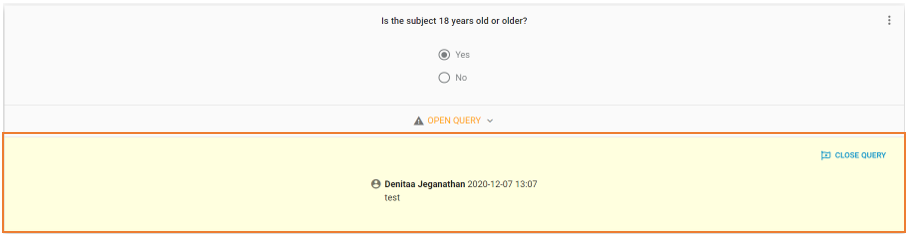 Is the subject 18 years old or older?
Yes
No
OPEN QUERY
CLOSE QUERY
Denitaa Jeganathan 2020-12-07 13:07
test